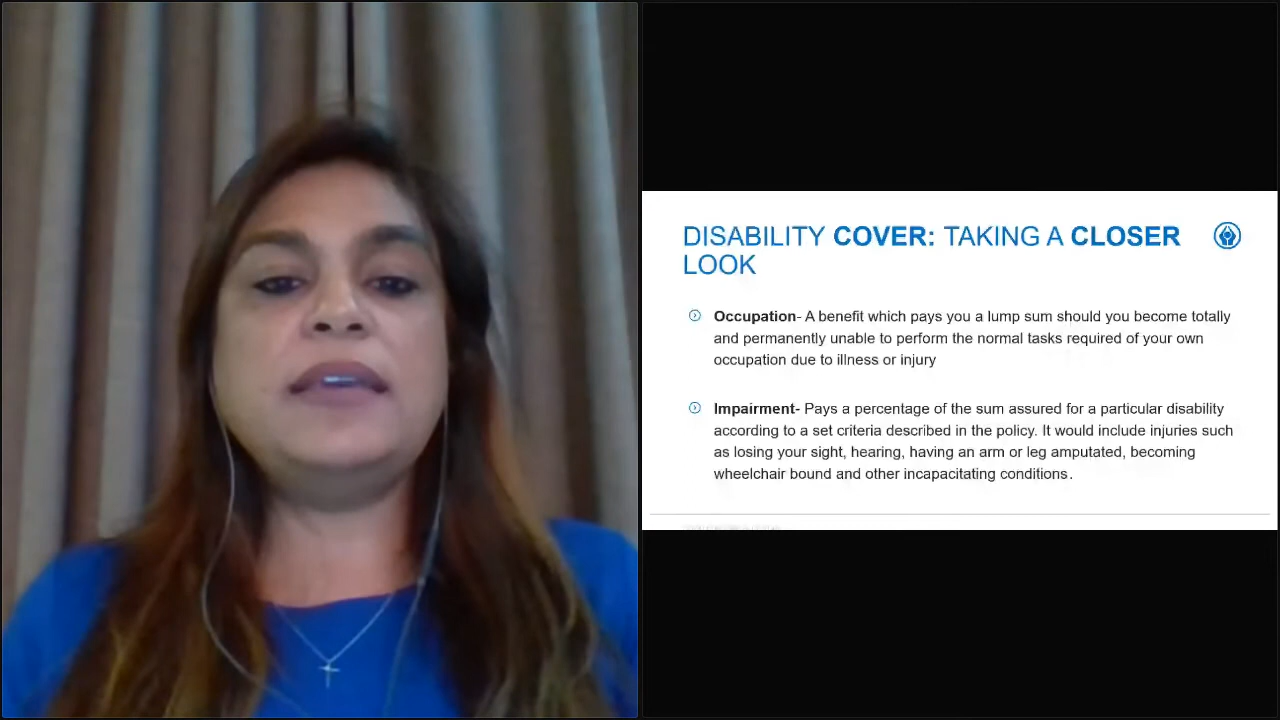 DISABILITY COVER: TAKING A CLOSER
LOOK
Occupation- A benefit which pays you a lump sum should you become totally
and permanently unable to perform the normal tasks required of your own
occupation due to illness or injury
Impairment- Pays a percentage of the sum assured for a particular disability
according to a set criteria described in the policy. It would include injuries such
as losing your sight, hearing, having an arm or leg amputated, becoming
wheelchair bound and other incapacitating conditions.